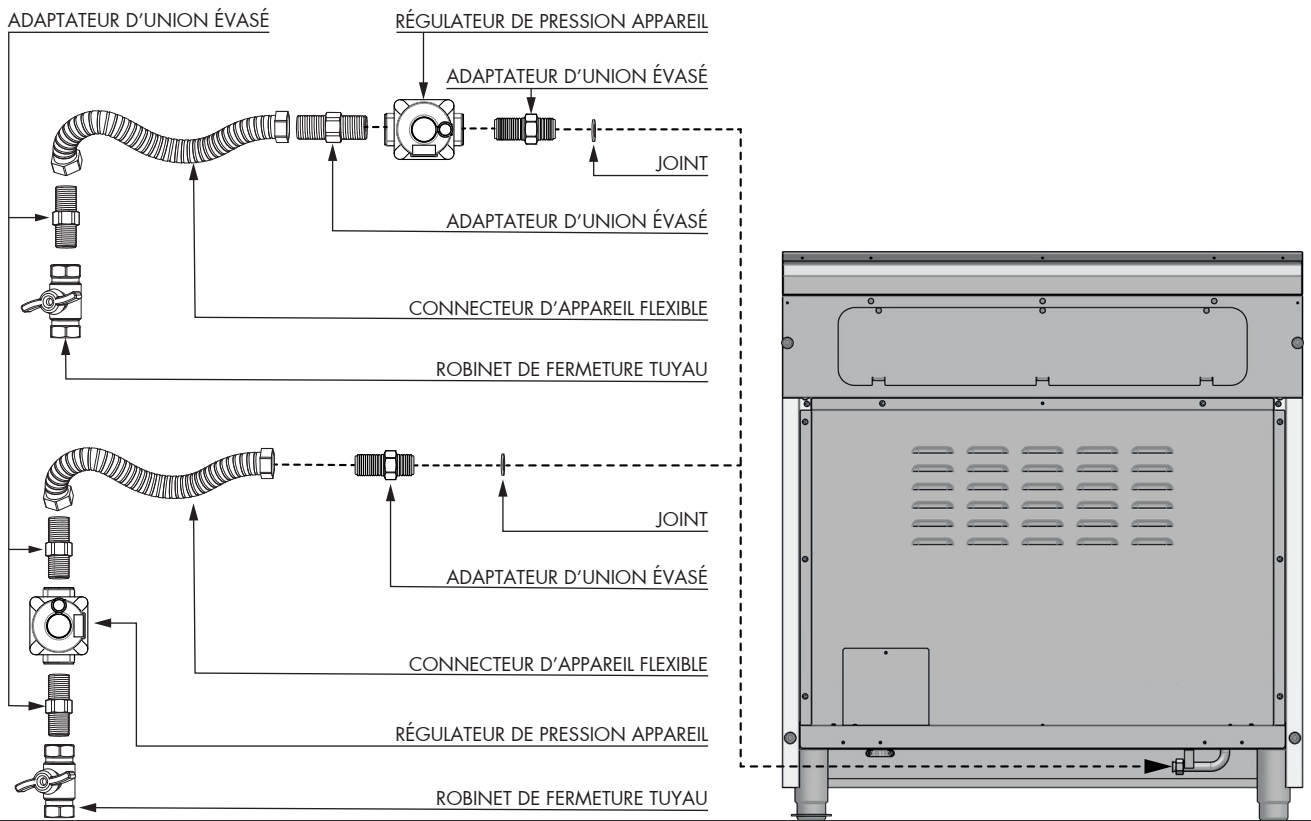 ADAPTATEUR D’UNION ÉVASÉ
RÉGULATEUR DE PRESSION APPAREIL
ADAPTATEUR D’UNION ÉVASÉ
JOINT
ADAPTATEUR D’UNION ÉVASÉ
CONNECTEUR D’APPAREIL FLEXIBLE
ROBINET DE FERMETURE TUYAU
JOINT
ADAPTATEUR D’UNION ÉVASÉ
CONNECTEUR D’APPAREIL FLEXIBLE
RÉGULATEUR DE PRESSION APPAREIL
ROBINET DE FERMETURE TUYAU